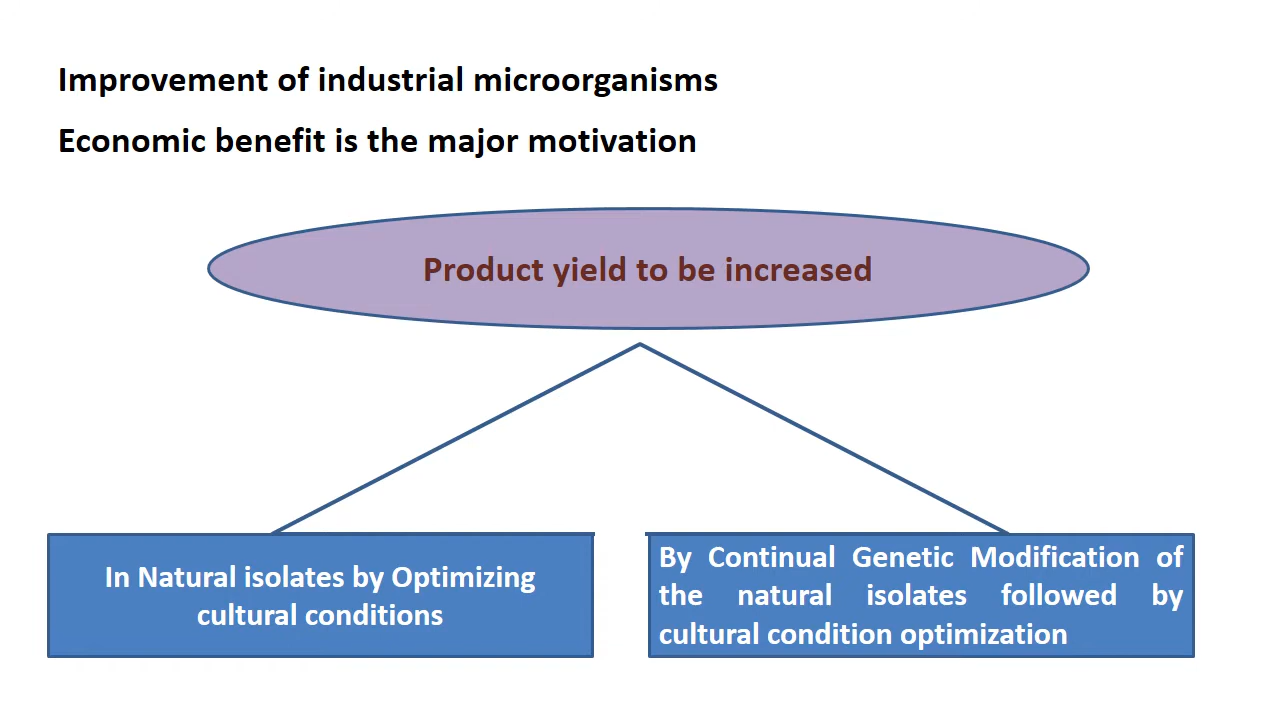 Improvement of industrial microorganisms
Economic benefit is the major motivation
Product yield to be increased
In Natural isolates by Optimizing
cultural conditions
By Continual Genetic Modification of
the natural isolates followed by
cultural condition optimization